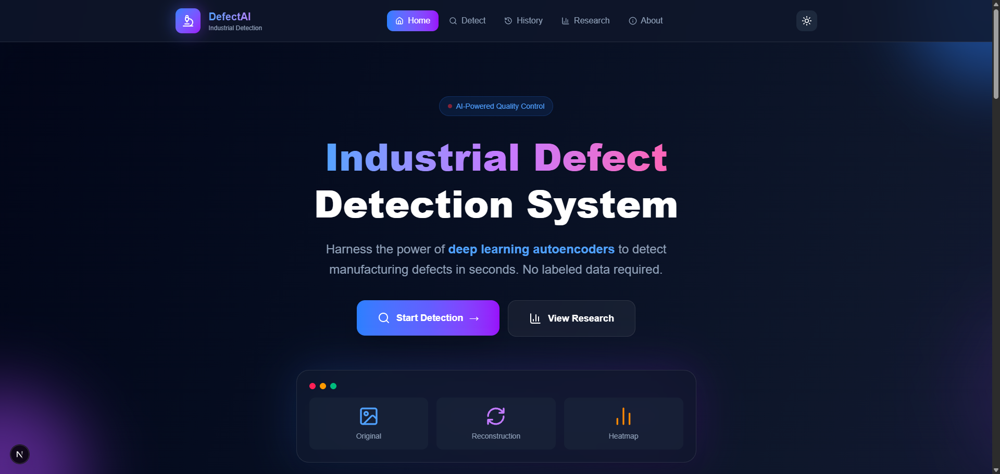 DefectAI
Industrial Detection
Home
Detect
History
Research
About
AI-Powered Quality Control
Industrial Defect
Detection System
Harness the power of deep learning autoencoders to detect
manufacturing defects in seconds. No labeled data required.
Start Detection →
View Research
Original
Reconstruction
Heatmap
N